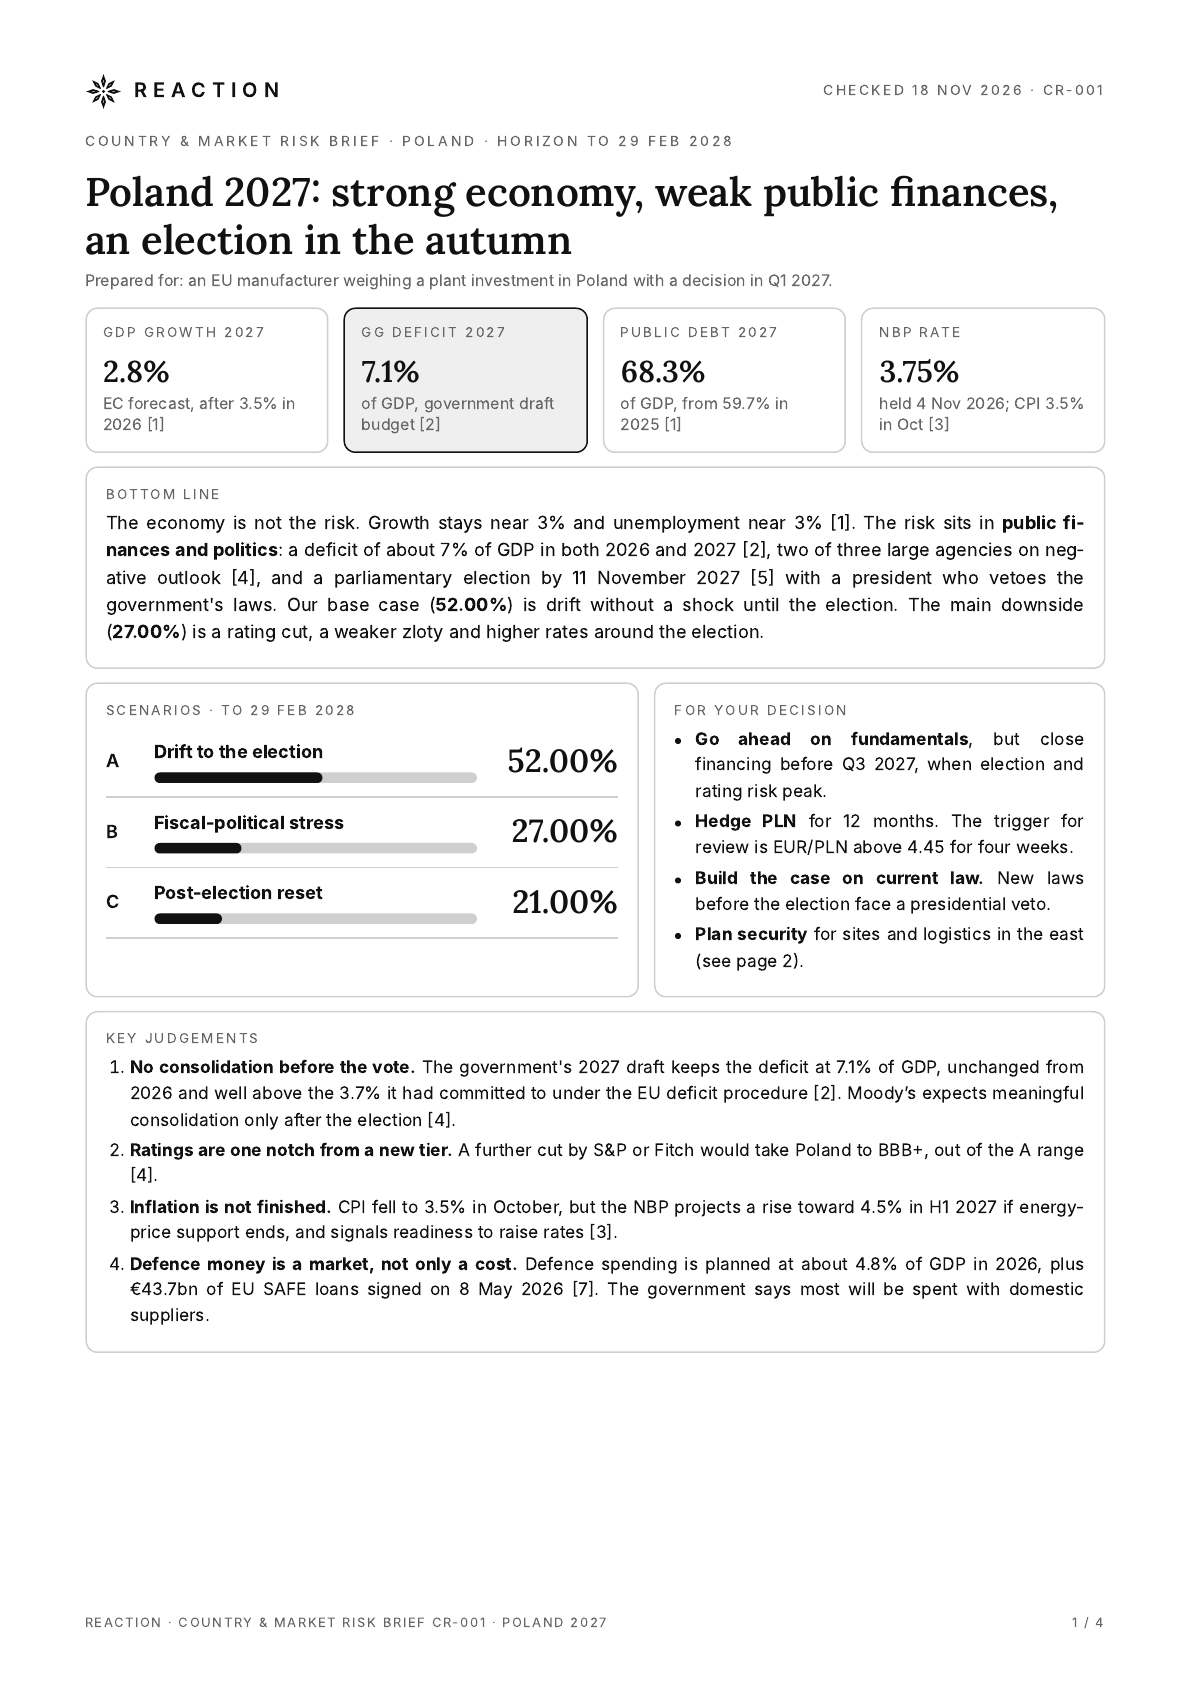 REACTION
CHECKED 18 NOV 2026 · CR-001
COUNTRY & MARKET RISK BRIEF · POLAND · HORIZON TO 29 FEB 2028
Poland 2027: strong economy, weak public finances,
an election in the autumn
Prepared for: an EU manufacturer weighing a plant investment in Poland with a decision in Q1 2027.
GDP GROWTH 2027
2.8%
EC forecast, after 3.5% in
2026 [1]
GG DEFICIT 2027
7.1%
of GDP, government draft
budget [2]
PUBLIC DEBT 2027
68.3%
of GDP, from 59.7% in
2025 [1]
NBP RATE
3.75%
held 4 Nov 2026; CPI 3.5%
in Oct [3]
BOTTOM LINE
The economy is not the risk. Growth stays near 3% and unemployment near 3% [1]. The risk sits in public fi-
nances and politics: a deficit of about 7% of GDP in both 2026 and 2027 [2], two of three large agencies on neg-
ative outlook [4], and a parliamentary election by 11 November 2027 [5] with a president who vetoes the
government's laws. Our base case (52.00%) is drift without a shock until the election. The main downside
(27.00%) is a rating cut, a weaker zloty and higher rates around the election.
SCENARIOS · TO 29 FEB 2028
A
Drift to the election
52.00%
B
Fiscal-political stress
27.00%
C
Post-election reset
21.00%
FOR YOUR DECISION
• Go ahead on fundamentals, but close
financing before Q3 2027, when election and
rating risk peak.
• Hedge PLN for 12 months. The trigger for
review is EUR/PLN above 4.45 for four weeks.
• Build the case on current law. New laws
before the election face a presidential veto.
• Plan security for sites and logistics in the east
(see page 2).
KEY JUDGEMENTS
1. No consolidation before the vote. The government's 2027 draft keeps the deficit at 7.1% of GDP, unchanged from
2026 and well above the 3.7% it had committed to under the EU deficit procedure [2]. Moody’s expects meaningful
consolidation only after the election [4].
2. Ratings are one notch from a new tier. A further cut by S&P or Fitch would take Poland to BBB+, out of the A range
[4].
3. Inflation is not finished. CPI fell to 3.5% in October, but the NBP projects a rise toward 4.5% in H1 2027 if energy-
price support ends, and signals readiness to raise rates [3].
4. Defence money is a market, not only a cost. Defence spending is planned at about 4.8% of GDP in 2026, plus
€43.7bn of EU SAFE loans signed on 8 May 2026 [7]. The government says most will be spent with domestic
suppliers.
REACTION · COUNTRY & MARKET RISK BRIEF CR-001 · POLAND 2027
1 / 4